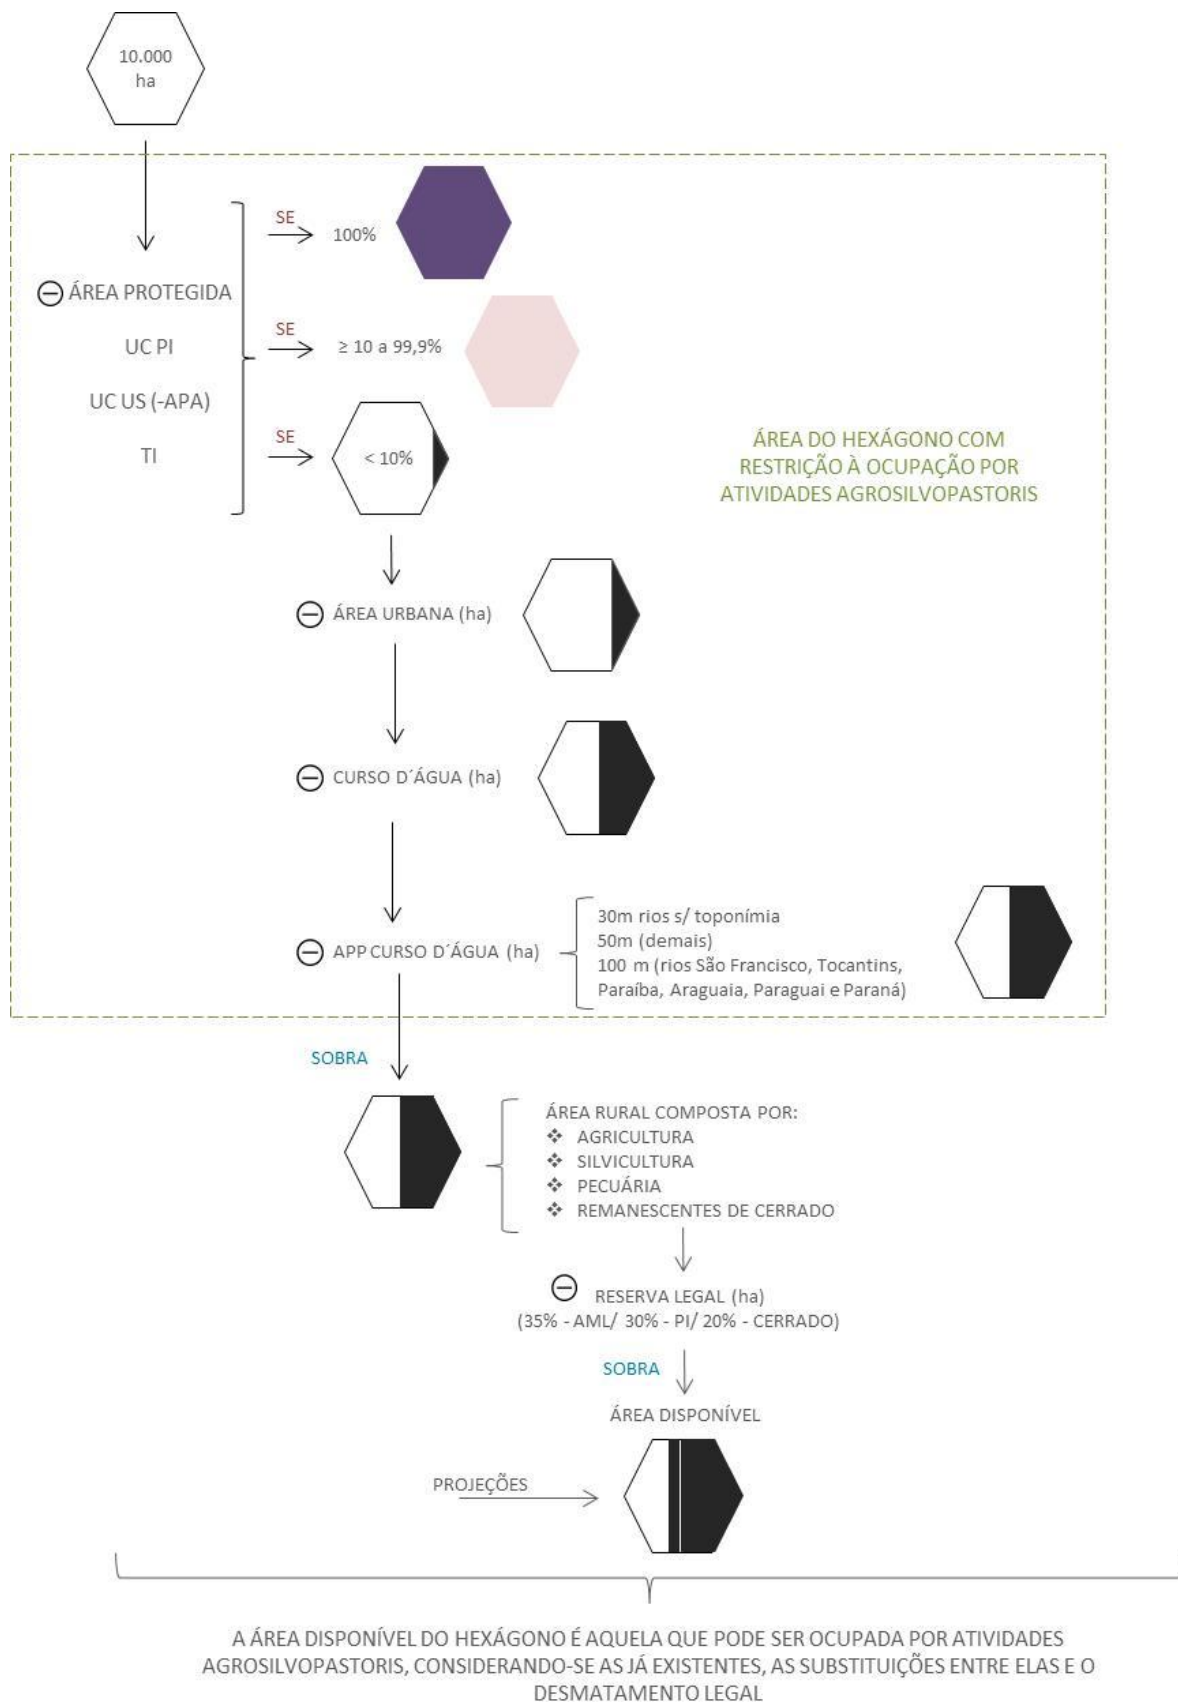 10.000
ha
SE
100%
⊖ ÁREA PROTEGIDA
UC PI
SE
≥ 10 a 99,9%
UC US (-APA)
TI
SE
< 10%
ÁREA DO HEXÁGONO COM
RESTRIÇÃO À OCUPAÇÃO POR
ATIVIDADES AGROSILVOPASTORIS
⊖ ÁREA URBANA (ha)
⊖ CURSO D´ÁGUA (ha)
⊖ APP CURSO D´ÁGUA (ha)
30m rios s/ toponímia
50m (demais)
100 m (rios São Francisco, Tocantins,
Paraíba, Araguaia, Paraguai e Paraná)
SOBRA
ÁREA RURAL COMPOSTA POR:
❖ AGRICULTURA
❖ SILVICULTURA
❖ PECUÁRIA
❖ REMANESCENTES DE CERRADO
⊖ RESERVA LEGAL (ha)
(35% - AML/ 30% - PI/ 20% - CERRADO)
SOBRA
ÁREA DISPONÍVEL
PROJEÇÕES
A ÁREA DISPONÍVEL DO HEXÁGONO É AQUELA QUE PODE SER OCUPADA POR ATIVIDADES
AGROSILVOPASTORIS, CONSIDERANDO-SE AS JÁ EXISTENTES, AS SUBSTITUIÇÕES ENTRE ELAS E O
DESMATAMENTO LEGAL